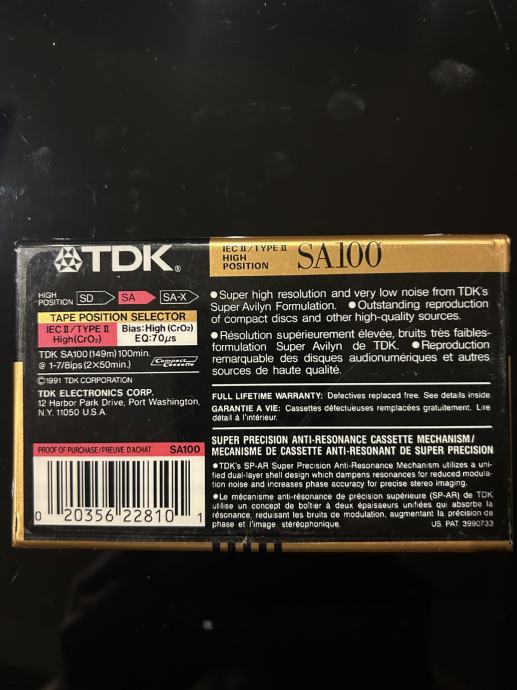 TDK®
IEC II/TYPE II
HIGH
POSITION
SA100
HIGH
POSITION
SD
SA
SA-X
TAPE POSITION SELECTOR
IEC II/TYPE II
High(CrO₂)
Bias:High (CrO₂)
EQ:70μs
TDK SA100(149m)100min.
@ 1-7/8ips (2X50min.)
Compact
Cassette
©1991 TDK CORPORATION
TDK ELECTRONICS CORP.
12 Harbor Park Drive, Port Washington,
N.Y. 11050 U.S.A.
PROOF OF PURCHASE/PREUVE D'ACHAT SA100
0 20356 22810 1
●Super high resolution and very low noise from TDK's
Super Avilyn Formulation. ●Outstanding reproduction
of compact discs and other high-quality sources.
●Résolution supérieurement élevée, bruits très faibles-
formulation Super Avilyn de TDK. ●Reproduction
remarquable des disques audionumériques et autres
sources de haute qualité.
FULL LIFETIME WARRANTY: Defectives replaced free. See details inside.
GARANTIE A VIE: Cassettes défectueuses remplacées gratuitement. Lire
détail à l'intérieur.
SUPER PRECISION ANTI-RESONANCE CASSETTE MECHANISM/
MECANISME DE CASSETTE ANTI-RESONANT DE SUPER PRECISION
●TDK's SP-AR Super Precision Anti-Resonance Mechanism utilizes a uni-
fied dual-layer shell design which dampens resonances for reduced modula-
tion noise and increases phase accuracy for precise stereo imaging.
●Le mécanisme anti-résonance de précision supérieure (SP-AR) de TDK
utilise un concept de boîtier à deux épaisseurs unifiées qui absorbe la
résonance, reduisant les bruits de modulation, augmentant la précision de
phase et l'image stéréophonique.
US. PAT. 3990733